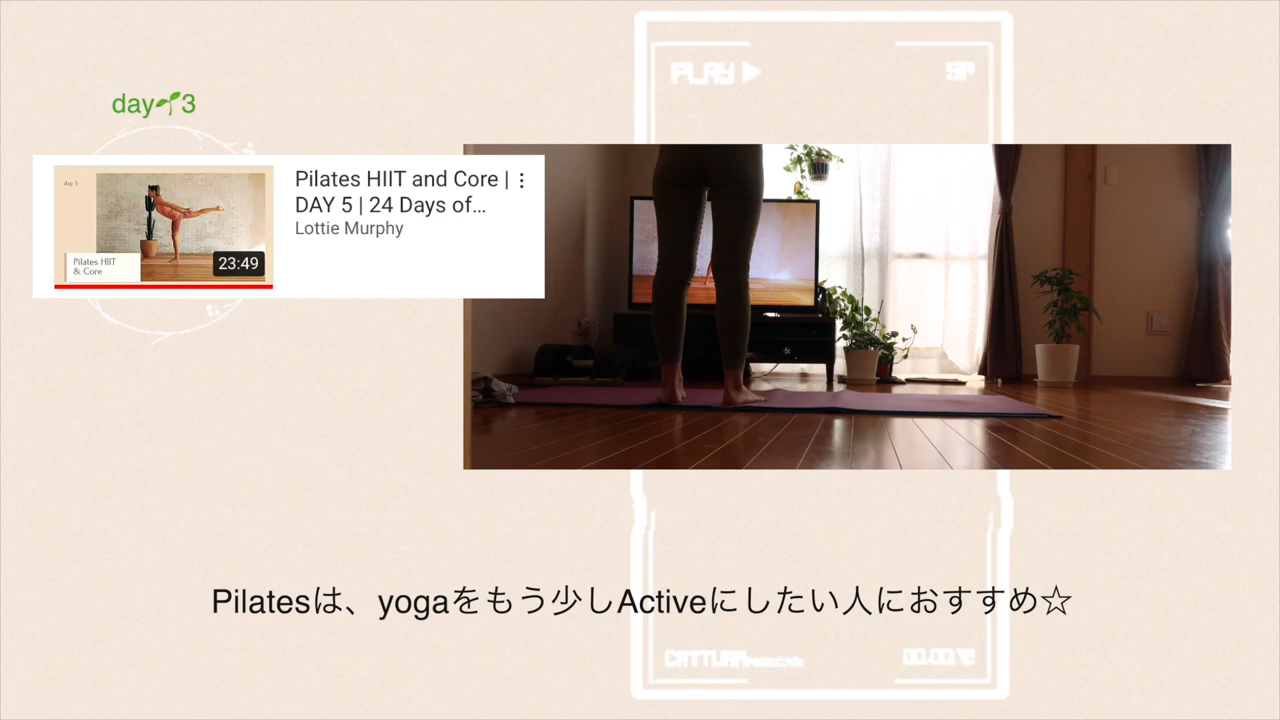 PLAY
SP
day🌱3
Pilates HIIT and Core |
DAY 5 | 24 Days of...
Lottie Murphy
day 5
Pilates HIIT
& Core
23:49
Pilatesは、yogaをもう少しActiveにしたい人におすすめ☆